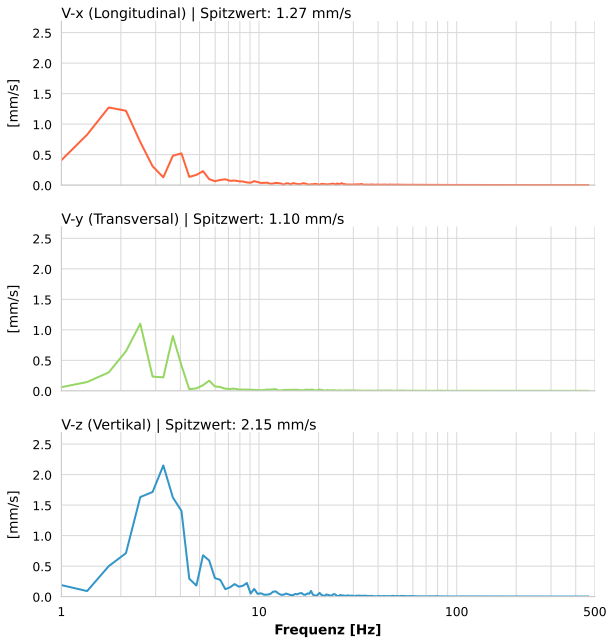 V-x (Longitudinal) | Spitzwert: 1.27 mm/s
2.5
2.0
1.5
1.0
0.5
0.0
[mm/s]
V-y (Transversal) | Spitzwert: 1.10 mm/s
2.5
2.0
1.5
1.0
0.5
0.0
[mm/s]
V-z (Vertikal) | Spitzwert: 2.15 mm/s
2.5
2.0
1.5
1.0
0.5
0.0
[mm/s]
1 10 100 500
Frequenz [Hz]